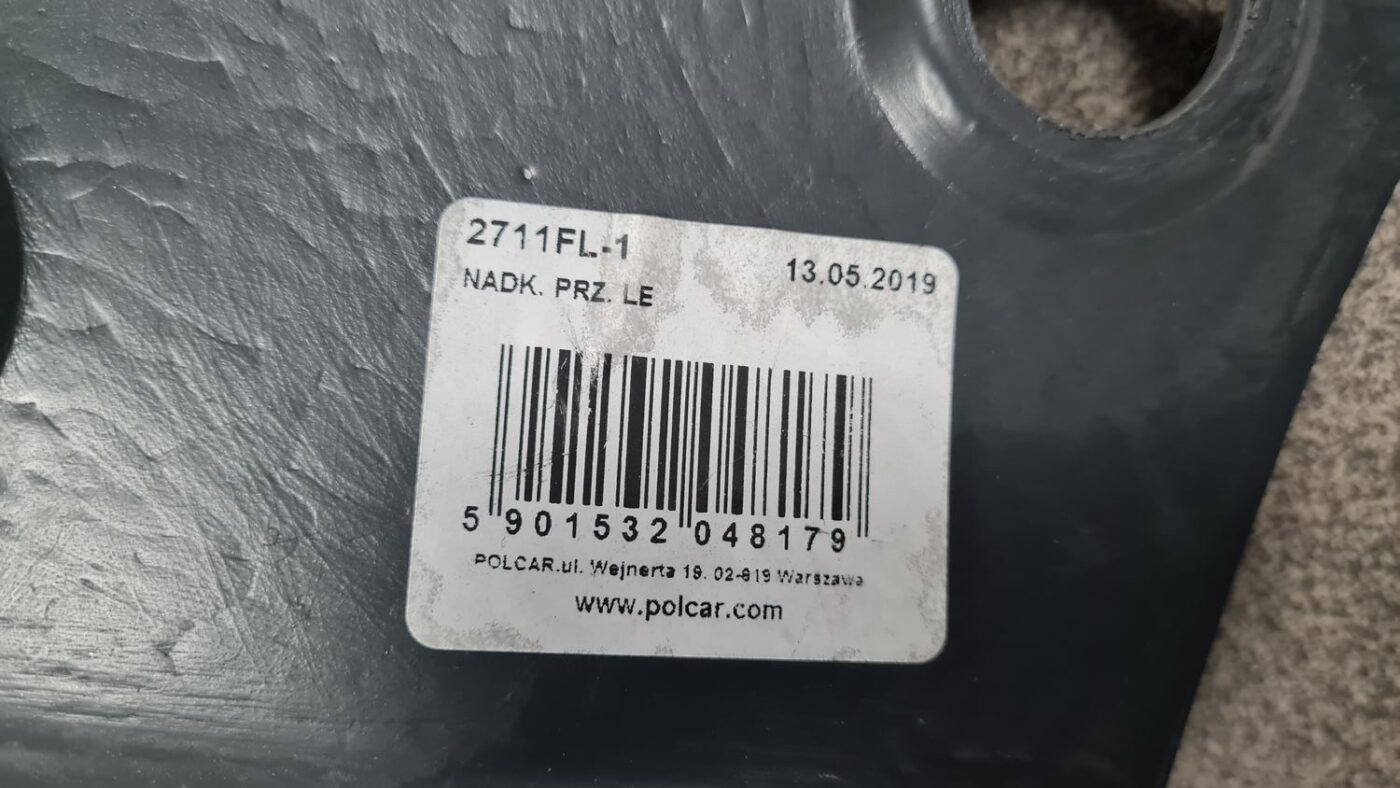 2711FL-1
13.05.2019
NADK. PRZ. LE
5 901532 048179
POLCAR.ul. Wejnerta 19. 02-619 Warszawa
www.polcar.com